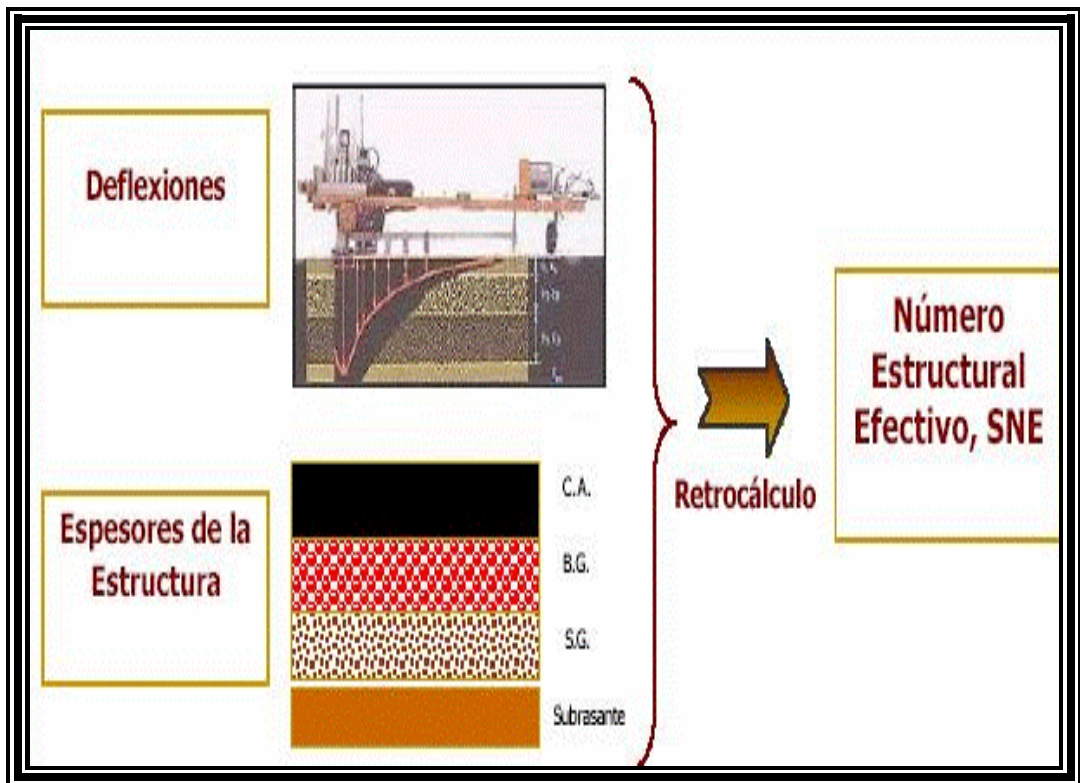 Deflexiones
Espesores de la
Estructura
C.A.
B.G.
S.G.
Subrasante
Retrocálculo
Número
Estructural
Efectivo, SNE